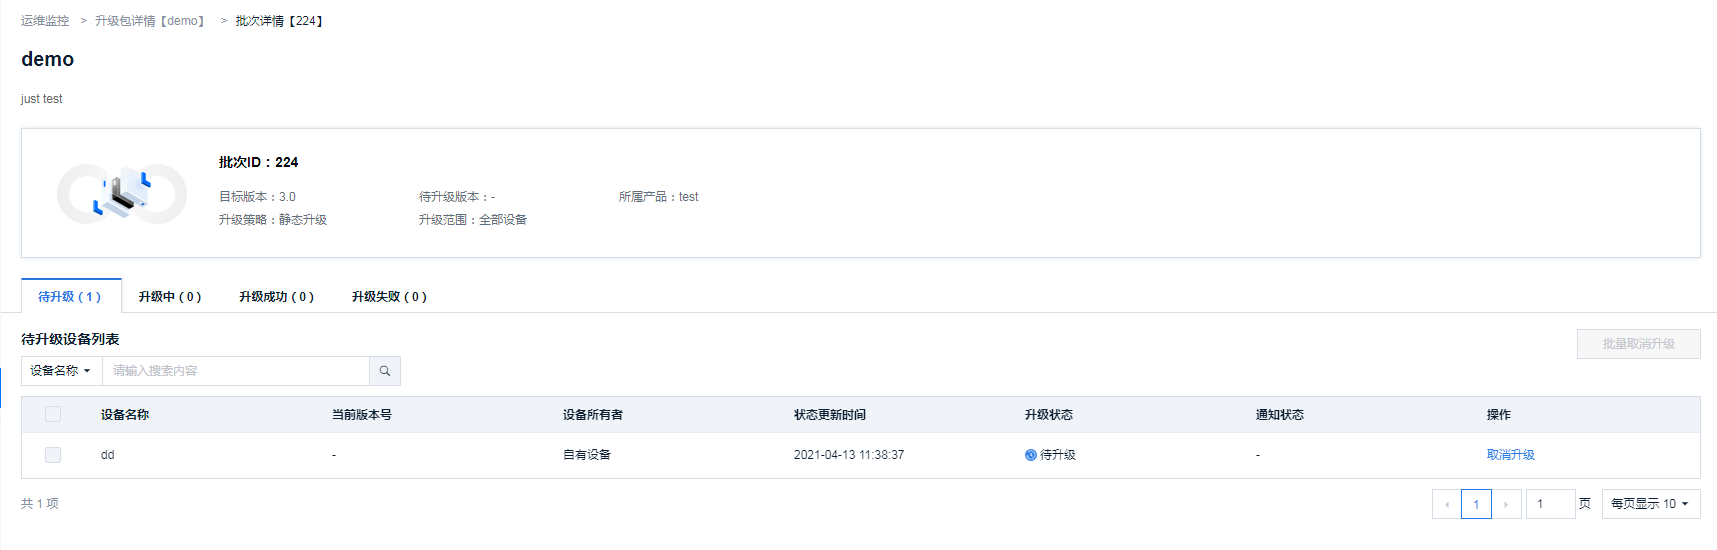 运维监控 > 升级包详情【demo】 > 批次详情【224】
demo
just test
批次ID：224
目标版本：3.0 待升级版本：- 所属产品：test
升级策略：静态升级 升级范围：全部设备
待升级（1） 升级中（0） 升级成功（0） 升级失败（0）
待升级设备列表 批量取消升级
设备名称 请输入搜索内容
设备名称 当前版本号 设备所有者 状态更新时间 升级状态 通知状态 操作
dd - 自有设备 2021-04-13 11:38:37 待升级 - 取消升级
共 1 项 1 1 页 每页显示 10